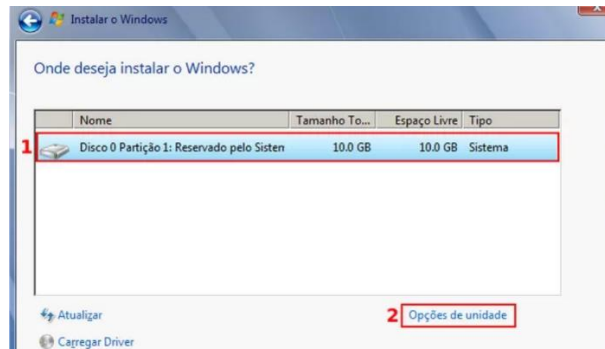 Instalar o Windows
Onde deseja instalar o Windows?
Nome Tamanho To... Espaço Livre Tipo
1 Disco 0 Partição 1: Reservado pelo Sisten 10.0 GB 10.0 GB Sistema
Atualizar 2 Opções de unidade
Carregar Driver